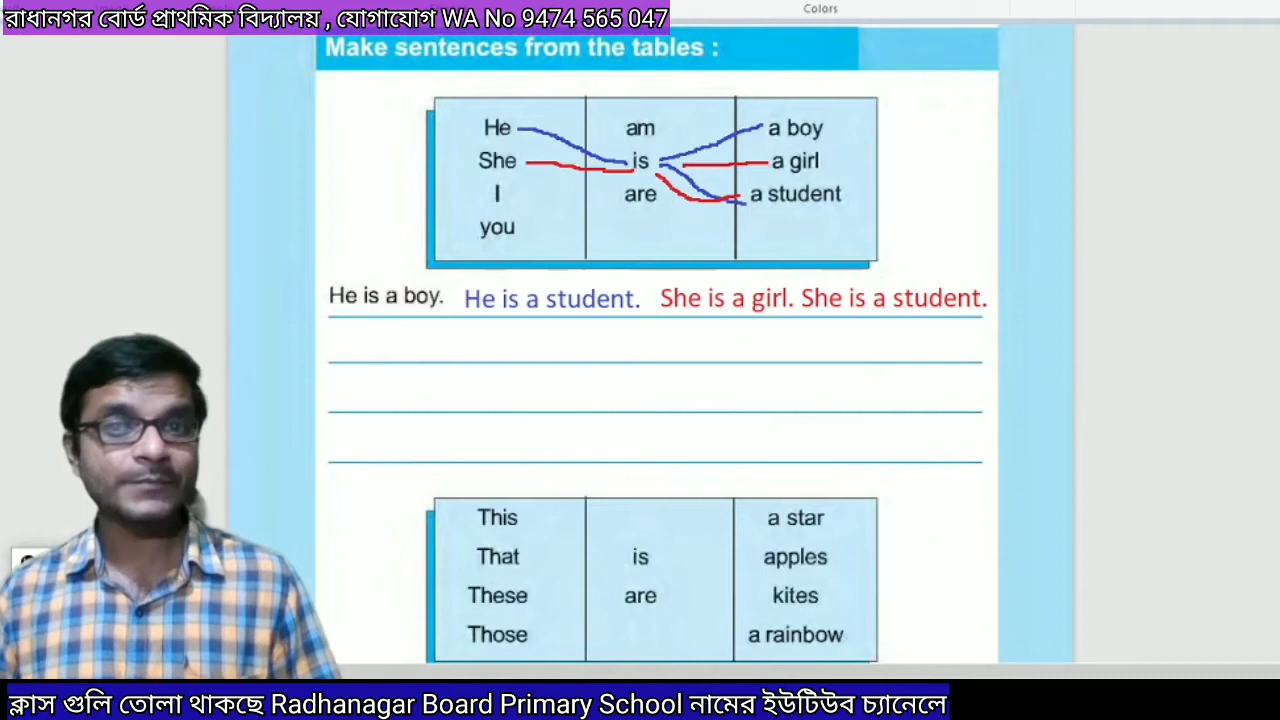 Colors
রাধানগর বোর্ড প্রাথমিক বিদ্যালয় , যোগাযোগ WA No 9474 565 047
Make sentences from the tables :
He am a boy
She is a girl
I are a student
you
He is a boy. He is a student. She is a girl. She is a student.
This a star
That is apples
These are kites
Those a rainbow
ক্লাস গুলি তোলা থাকছে Radhanagar Board Primary School নামের ইউটিউব চ্যানেলে